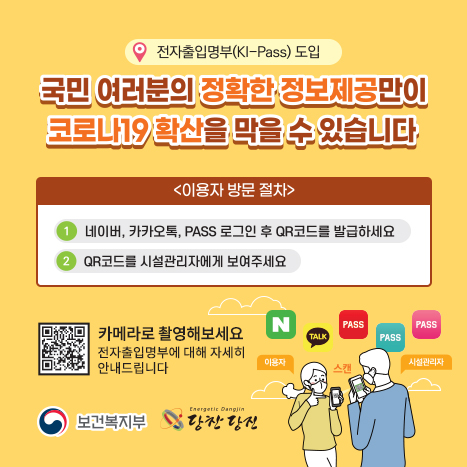 전자출입명부(KI-Pass) 도입
국민 여러분의 정확한 정보제공만이
코로나19 확산을 막을 수 있습니다
<이용자 방문 절차>
1 네이버, 카카오톡, PASS 로그인 후 QR코드를 발급하세요
2 QR코드를 시설관리자에게 보여주세요
카메라로 촬영해보세요
전자출입명부에 대해 자세히
안내드립니다
N
TALK
PASS
PASS
PASS
이용자
스캔
시설관리자
보건복지부
Energetic Dangjin
당찬당진